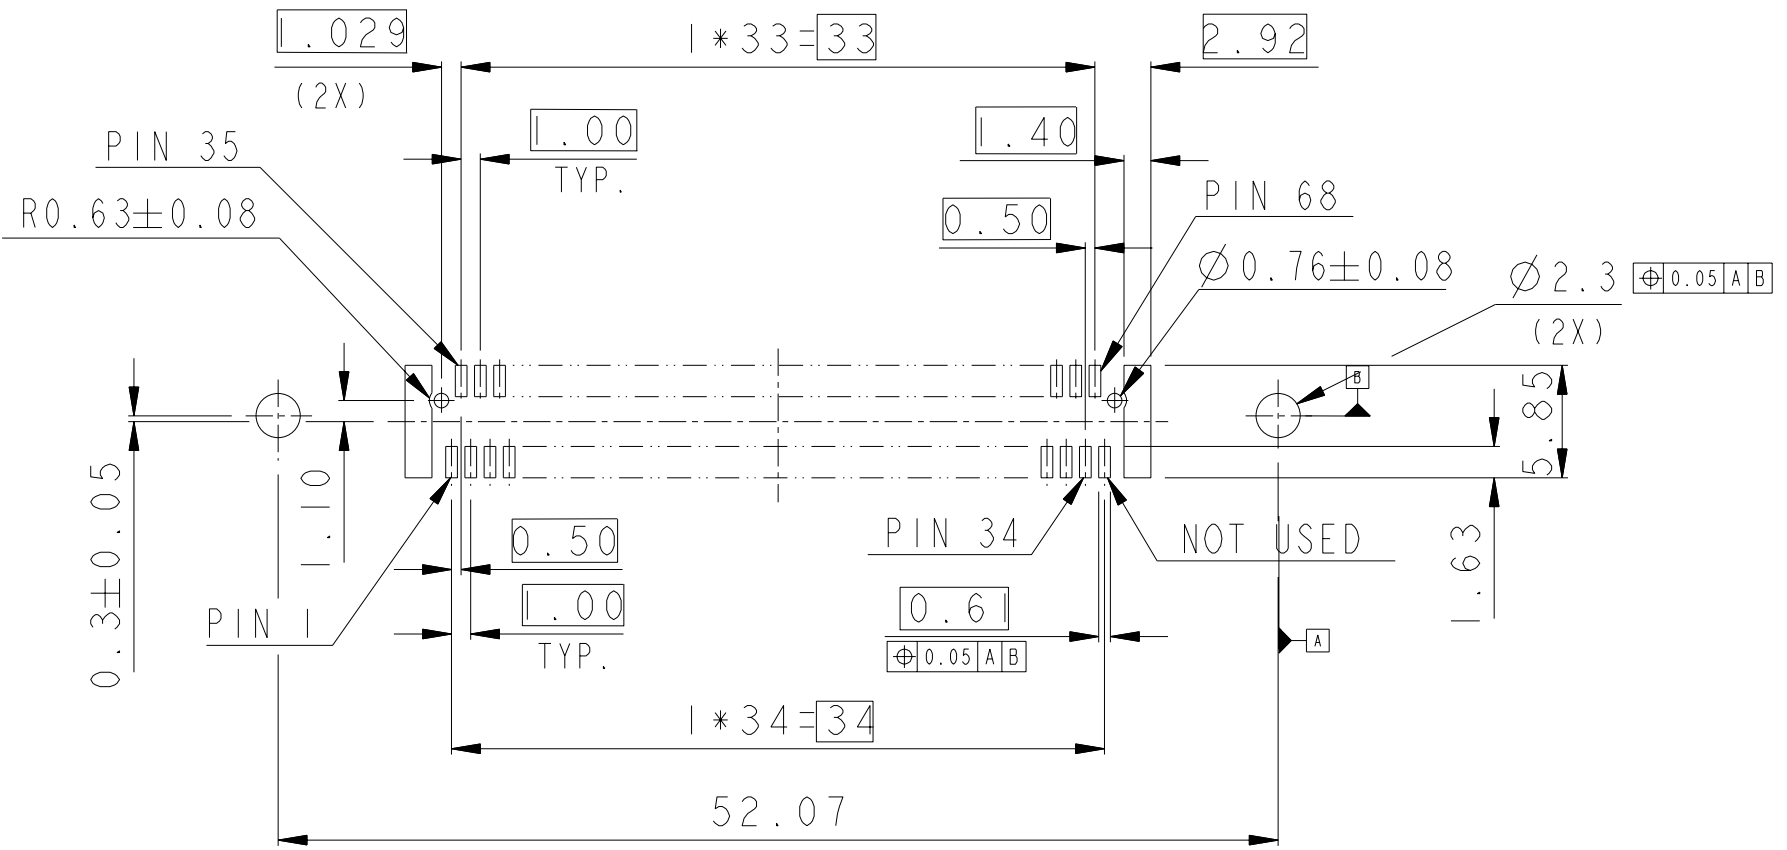 1.029
1*33=33
2.92
(2X)
1.00
TYP.
1.40
PIN 35
PIN 68
R0.63±0.08
0.50
Ø0.76±0.08
Ø2.3
⌖ 0.05 A B
(2X)
B
5.85
0.3±0.05
1.10
0.50
PIN 34
NOT USED
1.63
PIN 1
1.00
TYP.
0.61
⌖ 0.05 A B
A
1*34=34
52.07